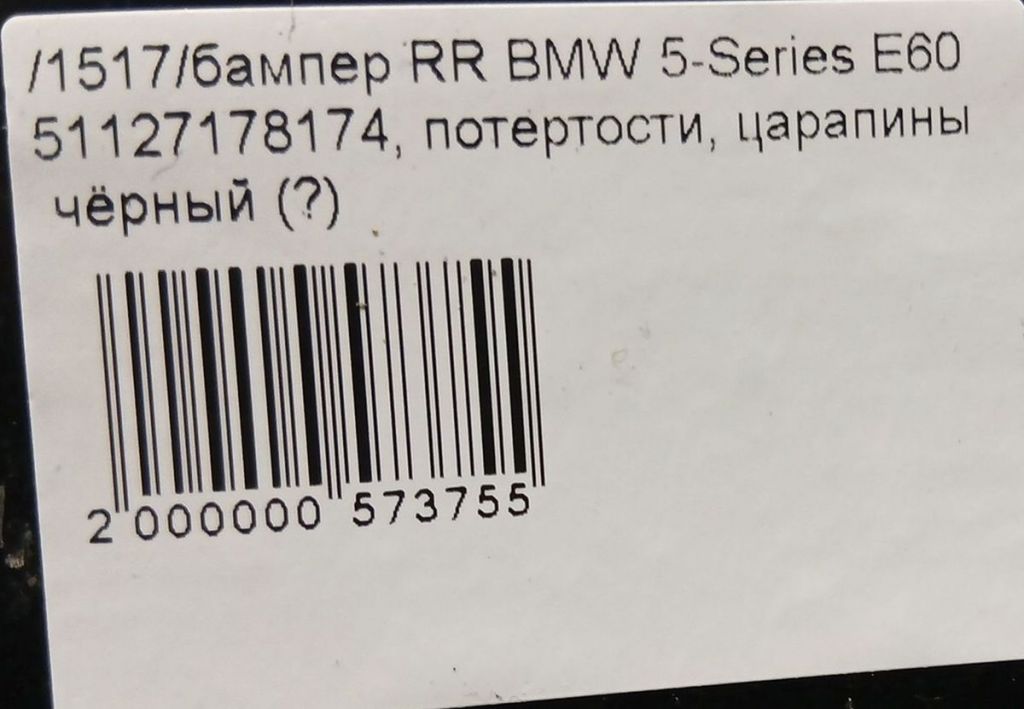 /1517/бампер RR BMW 5-Series E60
51127178174, потертости, царапины
чёрный (?)
2 000000 573755